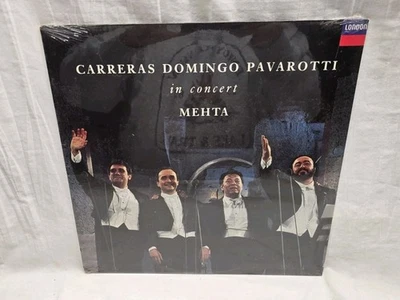 LONDON
CARRERAS DOMINGO PAVAROTTI
in concert
MEHTA